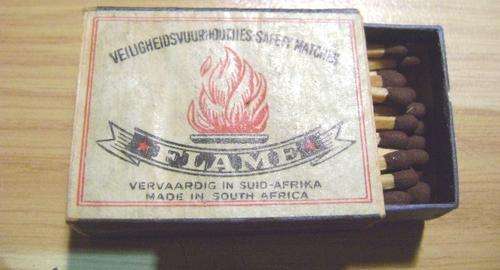 VEILIGHEIDSVUURHOUTJIES SAFETY MATCHES
FLAME
VERVAARDIG IN SUID-AFRIKA
MADE IN SOUTH AFRICA